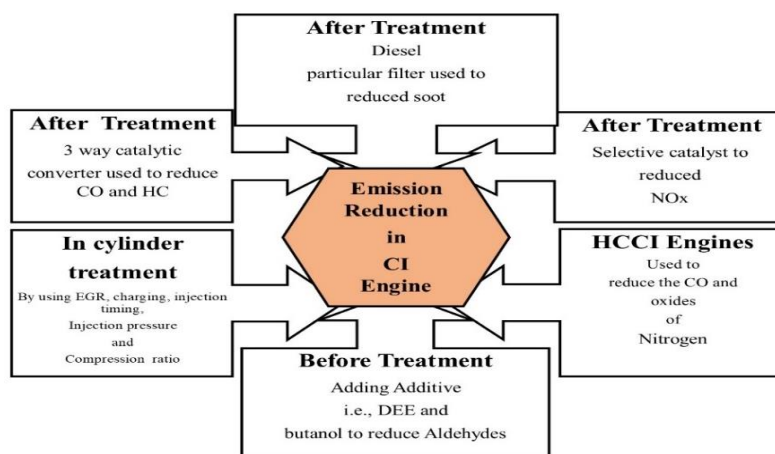 After Treatment
Diesel
particular filter used to
reduced soot
After Treatment
3 way catalytic
converter used to reduce
CO and HC
After Treatment
Selective catalyst to
reduced
NOx
Emission
Reduction
in
CI
Engine
In cylinder
treatment
By using EGR, charging, injection
timing,
Injection pressure
and
Compression ratio
HCCI Engines
Used to
reduce the CO and
oxides
of
Nitrogen
Before Treatment
Adding Additive
i.e., DEE and
butanol to reduce Aldehydes